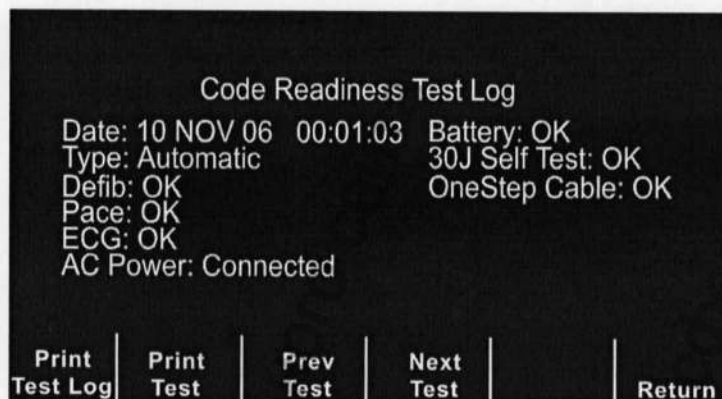 Code Readiness Test Log
Date: 10 NOV 06 00:01:03
Type: Automatic
Defib: OK
Pace: OK
ECG: OK
AC Power: Connected
Battery: OK
30J Self Test: OK
OneStep Cable: OK
Print
Test Log
Print
Test
Prev
Test
Next
Test
Return